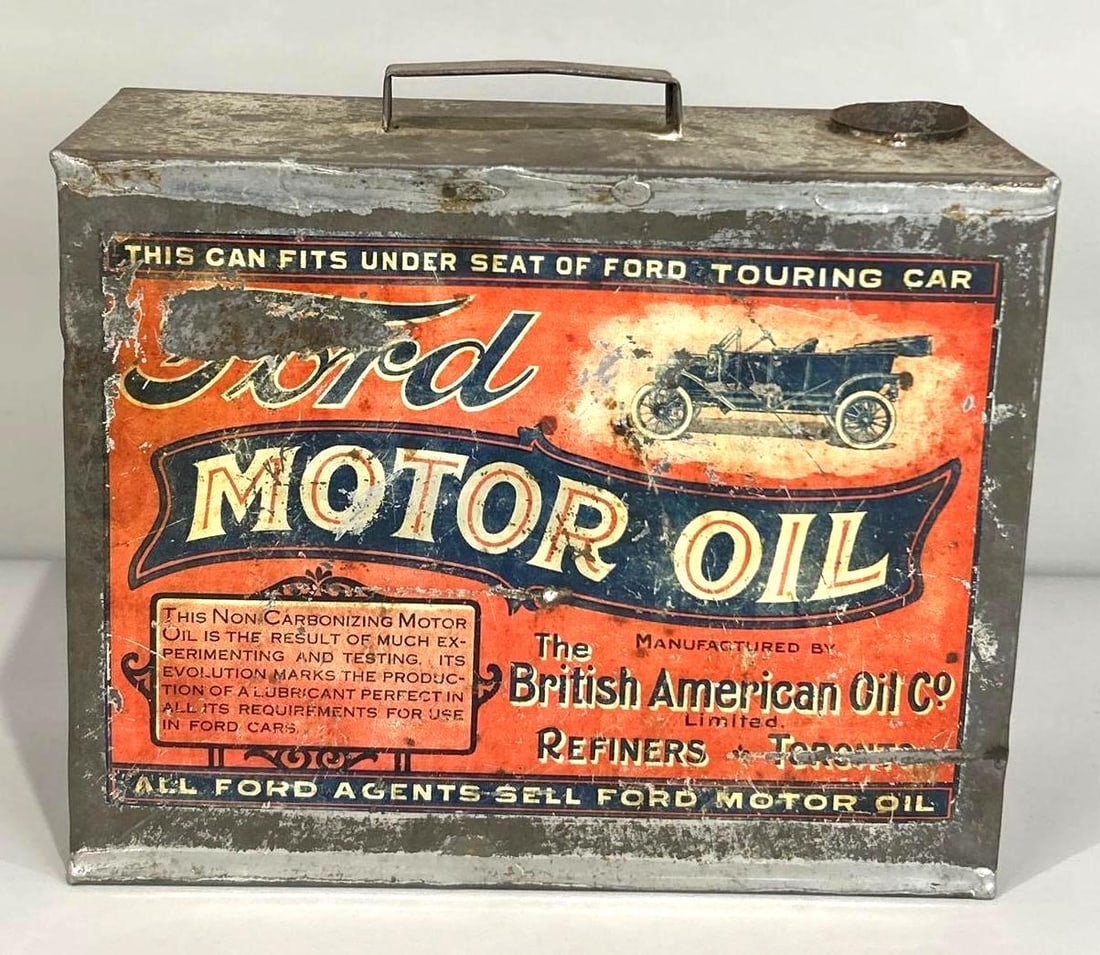 THIS CAN FITS UNDER SEAT OF FORD TOURING CAR
Ford
MOTOR OIL
THIS NON-CARBONIZING MOTOR
OIL IS THE RESULT OF MUCH EX-
PERIMENTING AND TESTING. ITS
EVOLUTION MARKS THE PRODUC-
TION OF A LUBRICANT PERFECT IN
ALL ITS REQUIREMENTS FOR USE
IN FORD CARS.
MANUFACTURED BY
The
British American Oil Co
Limited.
REFINERS TORONTO
ALL FORD AGENTS SELL FORD MOTOR OIL